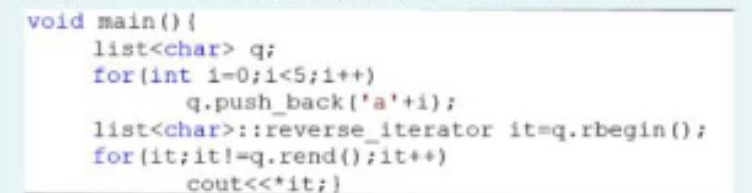 void main(){
list<char> q;
for(int i=0;i<5;i++)
q.push_back('a'+i);
list<char>::reverse_iterator it=q.rbegin();
for(it;it!=q.rend();it++)
cout<<*it;}